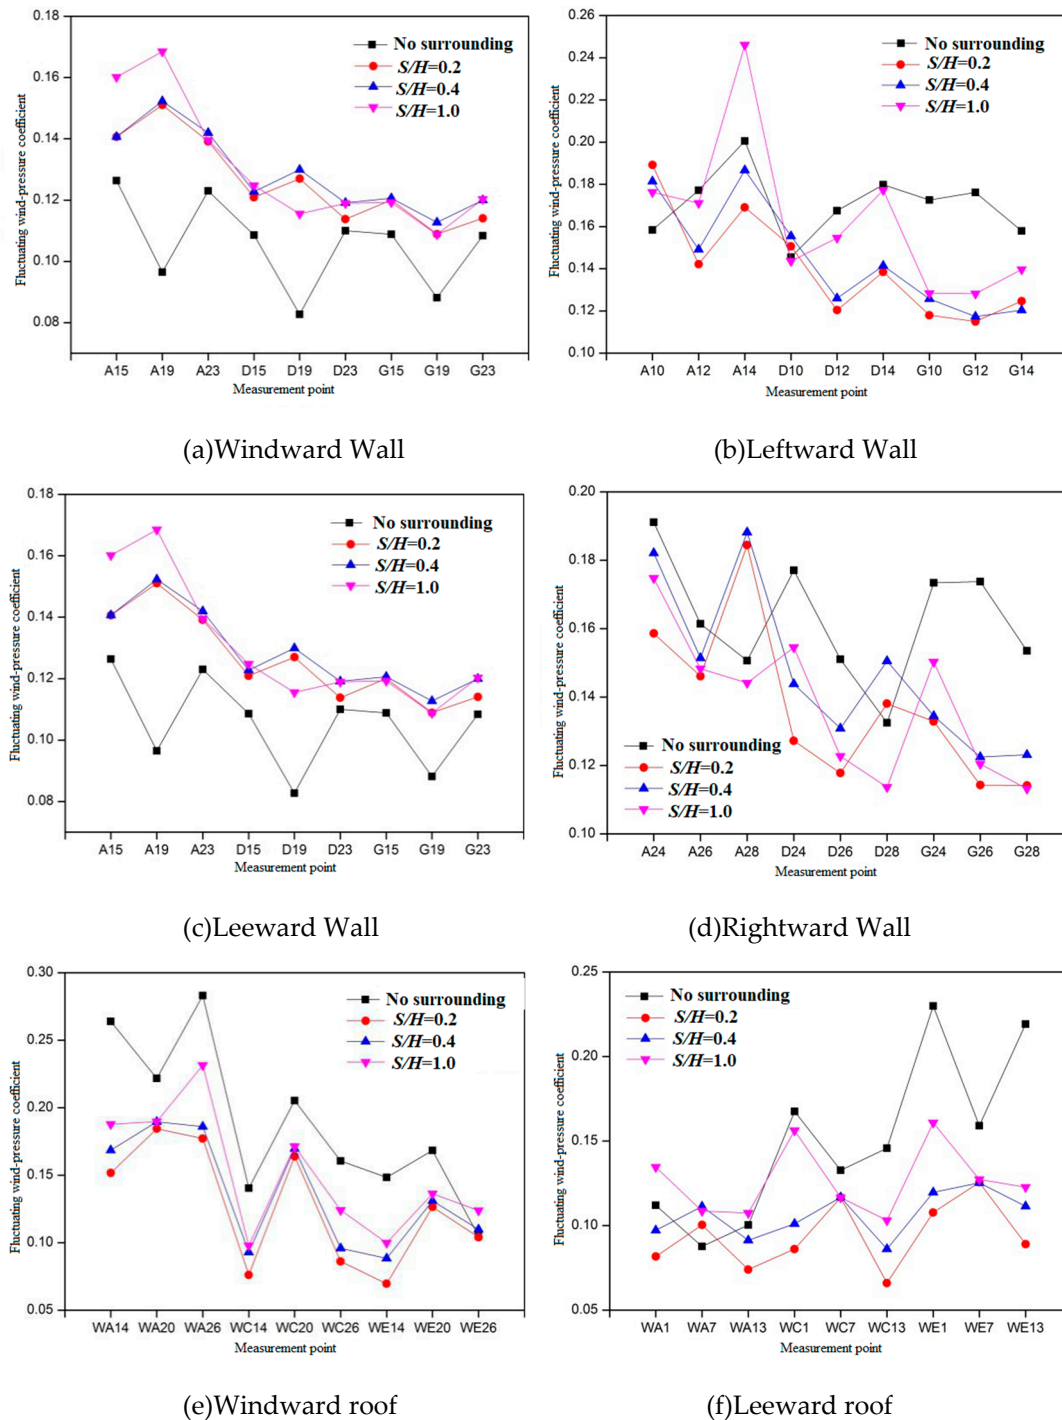 Fluctuating wind-pressure coefficient
0.18
0.16
0.14
0.12
0.10
0.08
No surrounding
S/H=0.2
S/H=0.4
S/H=1.0
A15 A19 A23 D15 D19 D23 G15 G19 G23
Measurement point
(a)Windward Wall
Fluctuating wind-pressure coefficient
0.26
0.24
0.22
0.20
0.18
0.16
0.14
0.12
0.10
No surrounding
S/H=0.2
S/H=0.4
S/H=1.0
A10 A12 A14 D10 D12 D14 G10 G12 G14
Measurement point
(b)Leftward Wall
Fluctuating wind-pressure coefficient
0.18
0.16
0.14
0.12
0.10
0.08
No surrounding
S/H=0.2
S/H=0.4
S/H=1.0
A15 A19 A23 D15 D19 D23 G15 G19 G23
Measurement point
(c)Leeward Wall
Fluctuating wind-pressure coefficient
0.20
0.18
0.16
0.14
0.12
0.10
No surrounding
S/H=0.2
S/H=0.4
S/H=1.0
A24 A26 A28 D24 D26 D28 G24 G26 G28
Measurement point
(d)Rightward Wall
Fluctuating wind-pressure coefficient
0.30
0.25
0.20
0.15
0.10
0.05
No surrounding
S/H=0.2
S/H=0.4
S/H=1.0
WA14 WA20 WA26 WC14 WC20 WC26 WE14 WE20 WE26
Measurement point
(e)Windward roof
Fluctuating wind-pressure coefficient
0.25
0.20
0.15
0.10
0.05
No surrounding
S/H=0.2
S/H=0.4
S/H=1.0
WA1 WA7 WA13 WC1 WC7 WC13 WE1 WE7 WE13
Measurement point
(f)Leeward roof